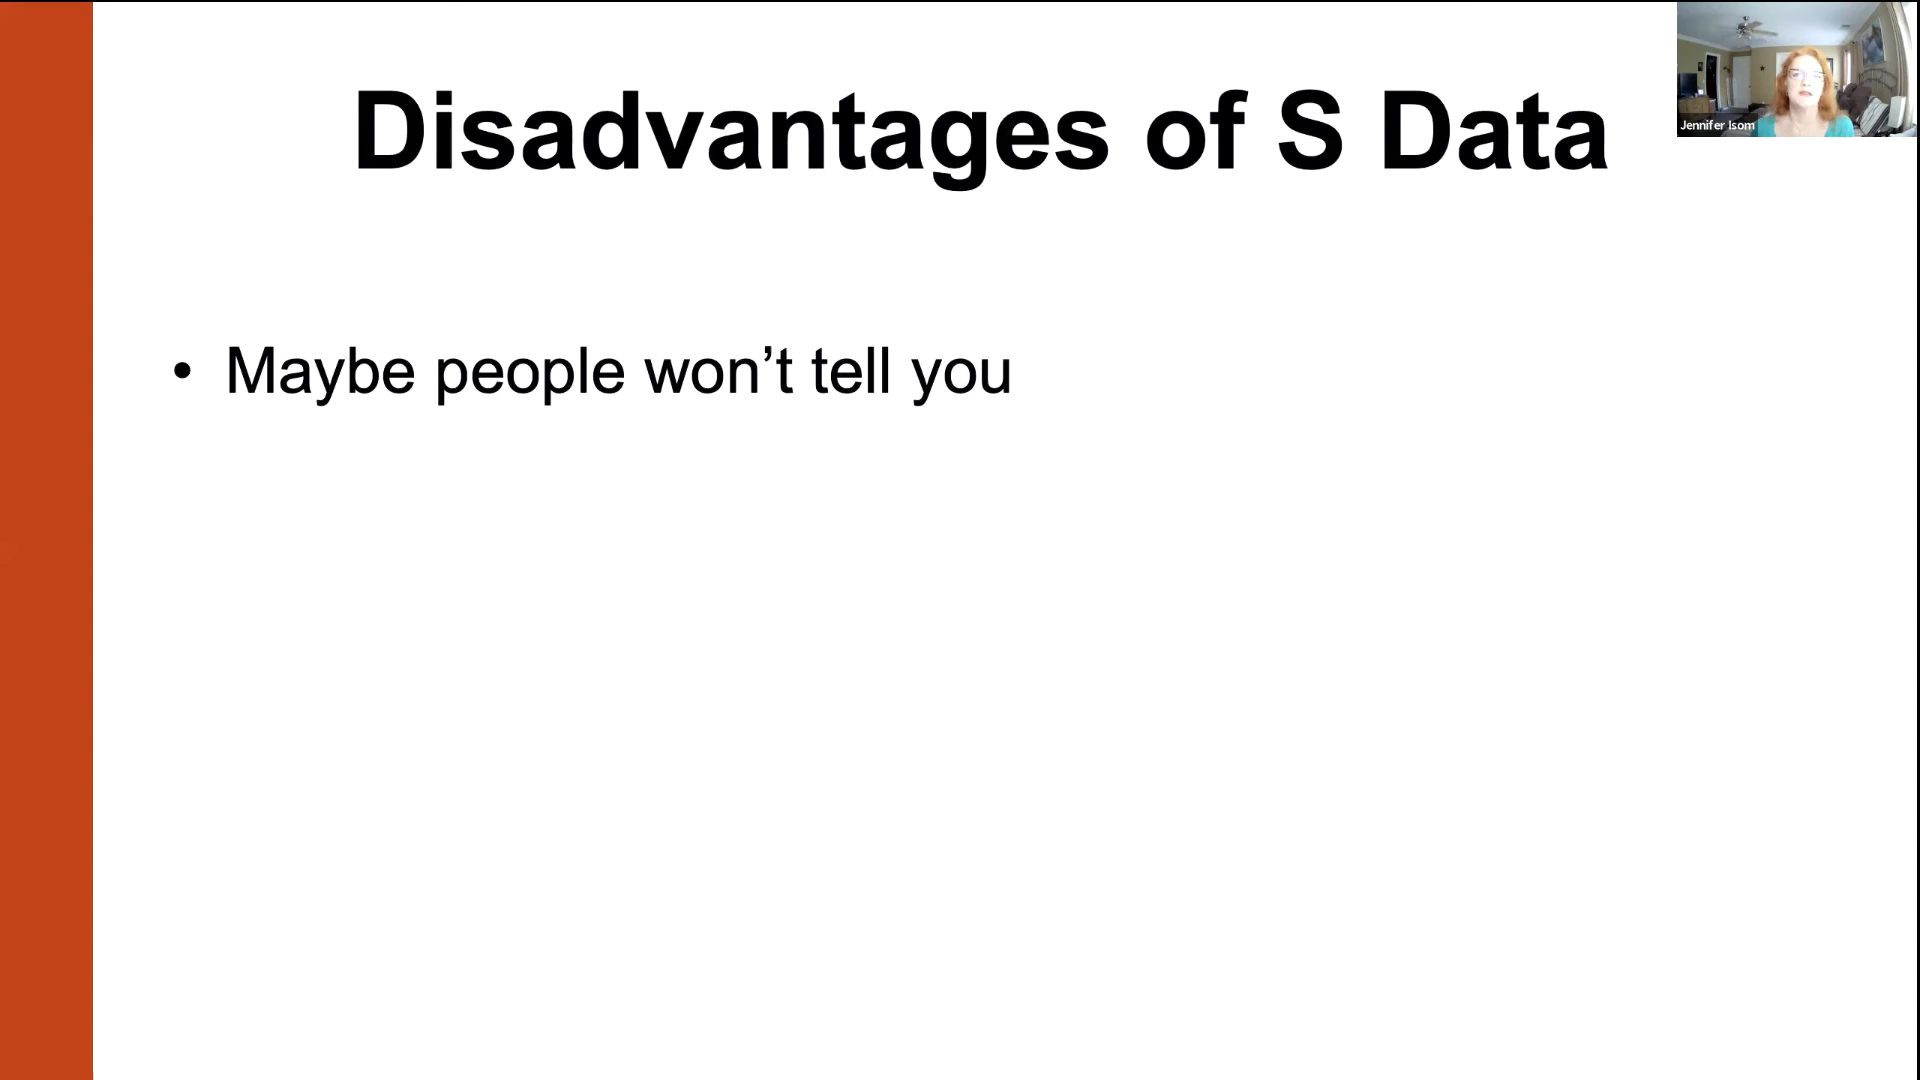 Disadvantages of S Data
Jennifer Isom
• Maybe people won’t tell you